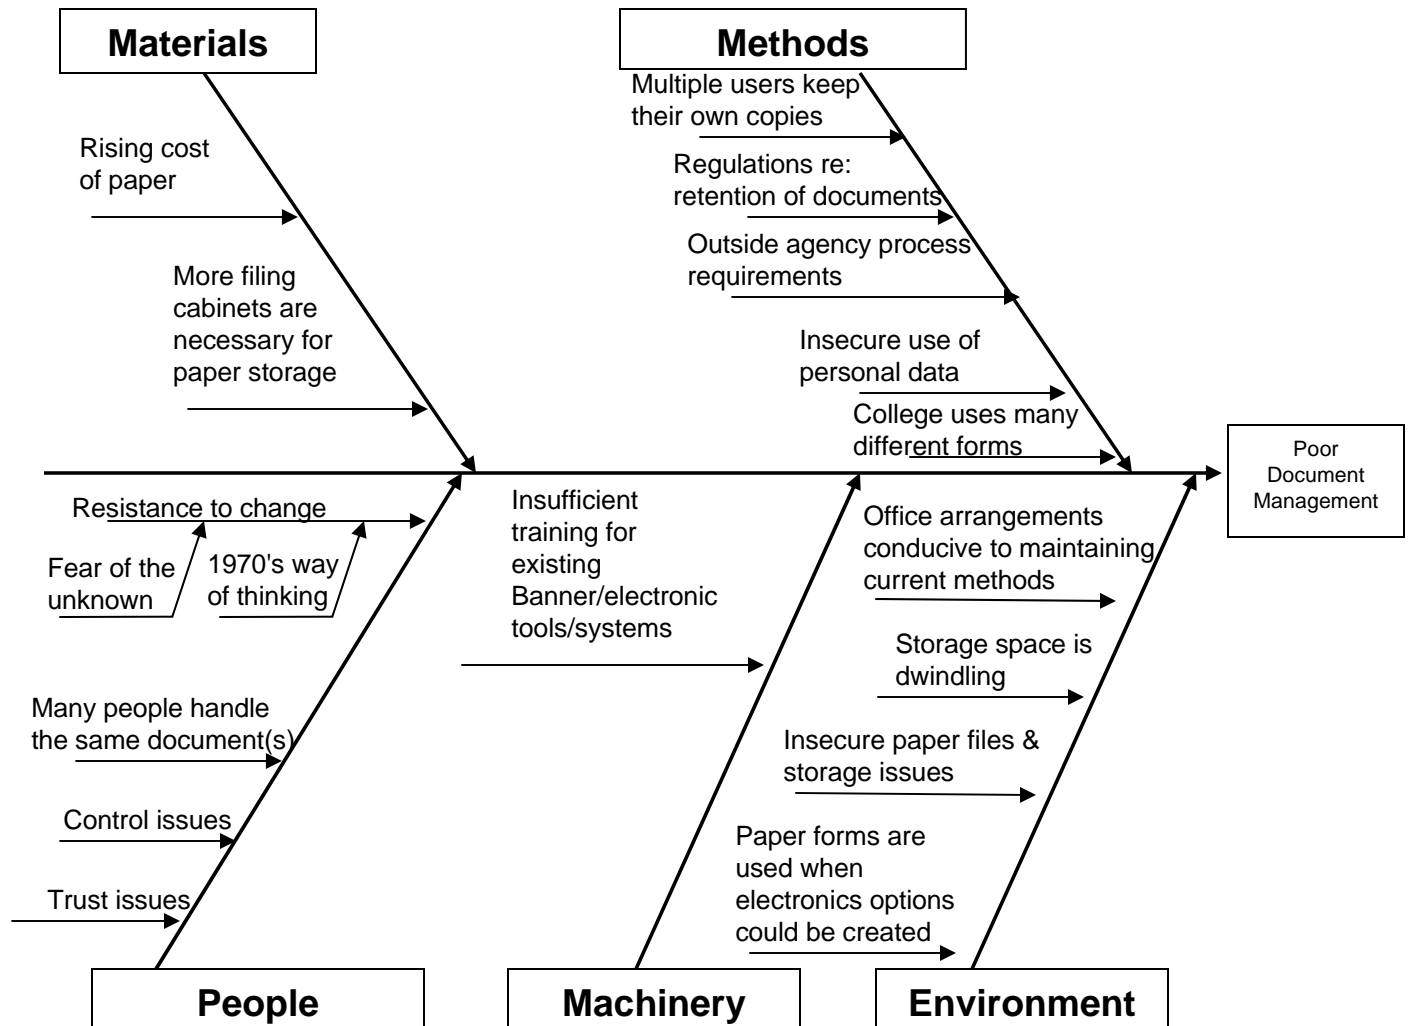 Materials
Methods
Multiple users keep
their own copies
Rising cost
of paper
Regulations re:
retention of documents
Outside agency process
requirements
More filing
cabinets are
necessary for
paper storage
Insecure use of
personal data
College uses many
different forms
Poor
Document
Management
Resistance to change
Fear of the
unknown
1970's way
of thinking
Insufficient
training for
existing
Banner/electronic
tools/systems
Office arrangements
conducive to maintaining
current methods
Storage space is
dwindling
Many people handle
the same document(s)
Insecure paper files &
storage issues
Control issues
Paper forms are
used when
electronics options
could be created
Trust issues
People
Machinery
Environment